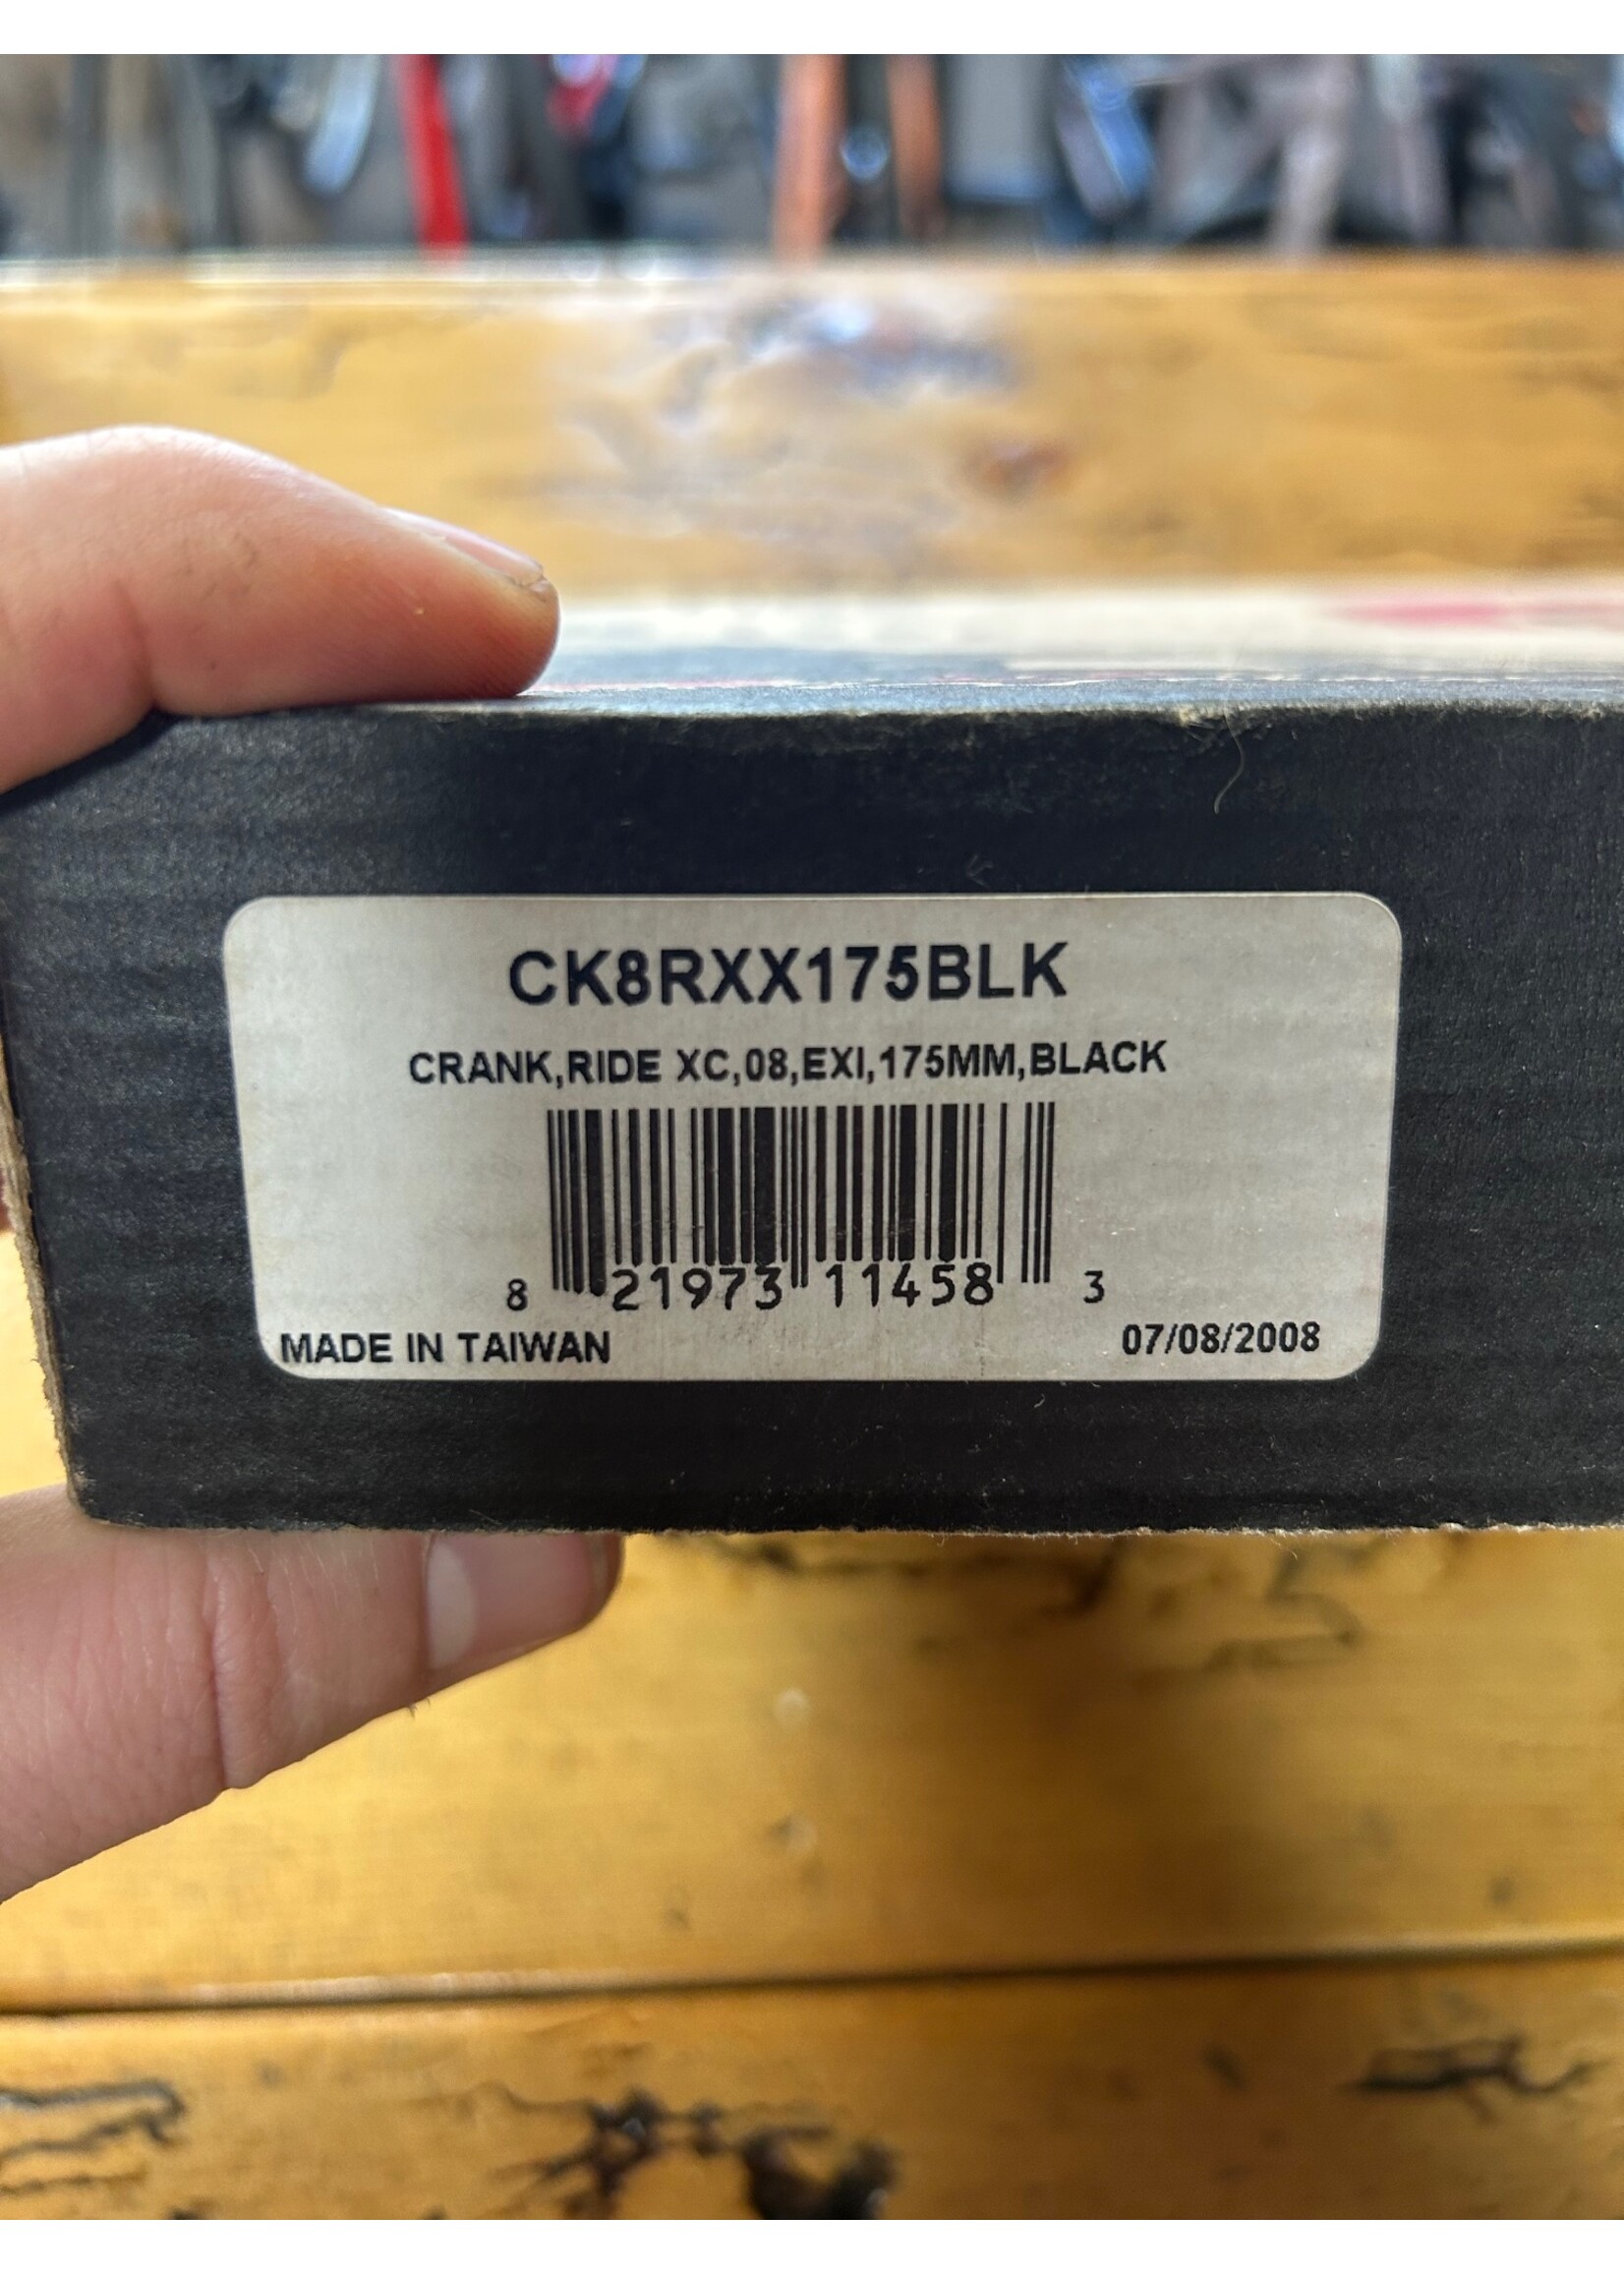 CK8RXX175BLK
CRANK,RIDE XC,08,EXI,175MM,BLACK
8 21973 11458 3
MADE IN TAIWAN 07/08/2008